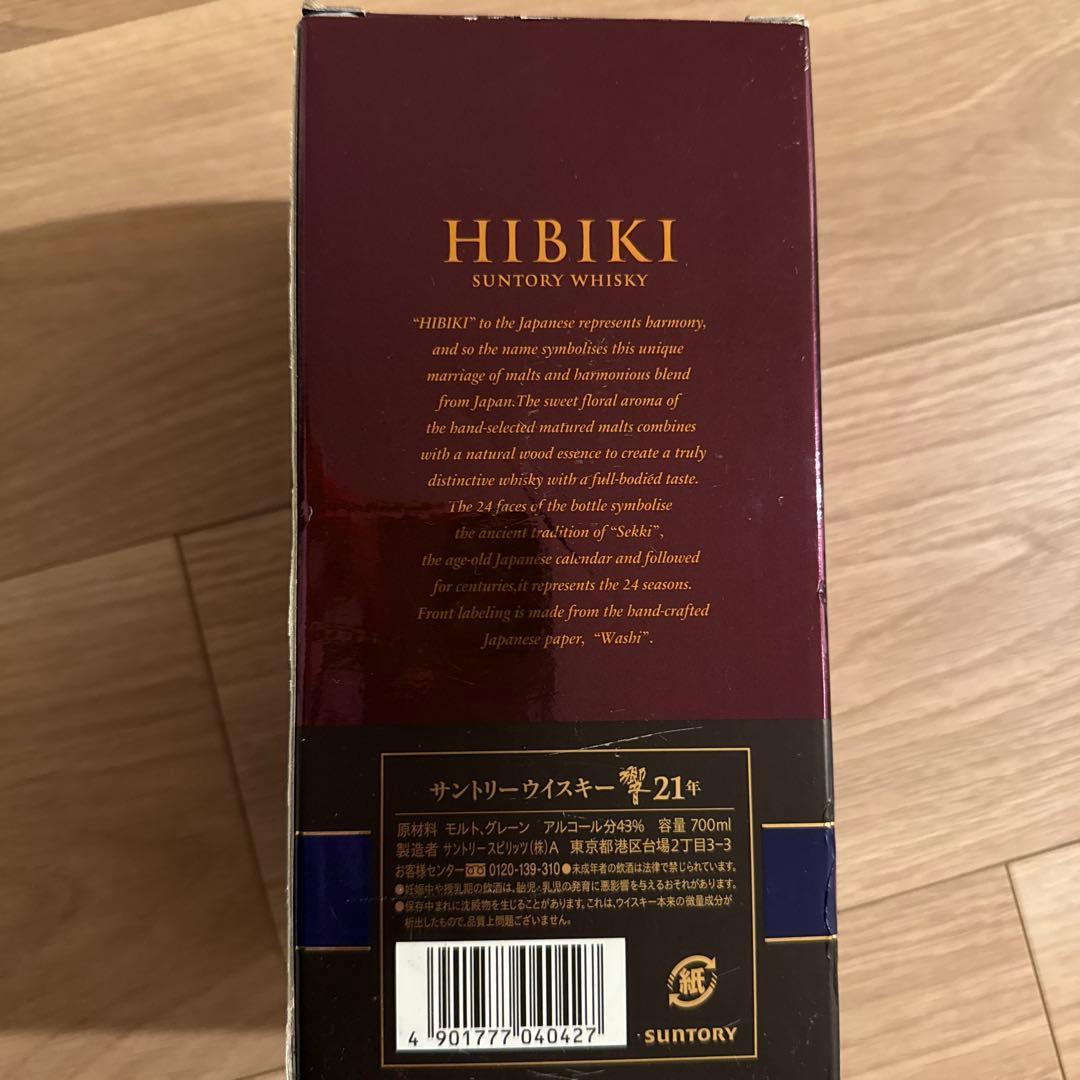 HIBIKI
SUNTORY WHISKY
“HIBIKI” to the Japanese represents harmony,
and so the name symbolises this unique
marriage of malts and harmonious blend
from Japan.The sweet floral aroma of
the hand-selected matured malts combines
with a natural wood essence to create a truly
distinctive whisky with a full-bodied taste.
The 24 faces of the bottle symbolise
the ancient tradition of “Sekki”,
the age-old Japanese calendar and followed
for centuries,it represents the 24 seasons.
Front labeling is made from the hand-crafted
Japanese paper, “Washi”.
サントリーウイスキー 響 21年
原材料 モルト、グレーン アルコール分43% 容量 700ml
製造者 サントリースピリッツ(株)A 東京都港区台場2丁目3-3
お客様センター 0120-139-310 ●未成年者の飲酒は法律で禁じられています。
●妊娠中や授乳期の飲酒は、胎児・乳児の発育に悪影響を与えるおそれがあります。
●保存中まれに沈殿物を生じることがあります。これは、ウイスキー本来の微量成分が
析出したもので、品質上問題ございません。
4 901777 040427
紙
SUNTORY